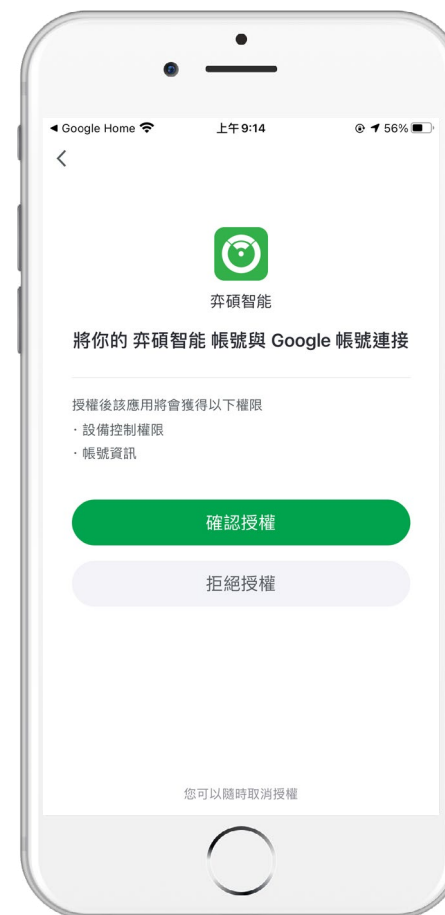 Google Home
上午9:14
56%
弈碩智能
將你的 弈碩智能 帳號與 Google 帳號連接
授權後該應用將會獲得以下權限
· 設備控制權限
· 帳號資訊
確認授權
拒絕授權
您可以隨時取消授權